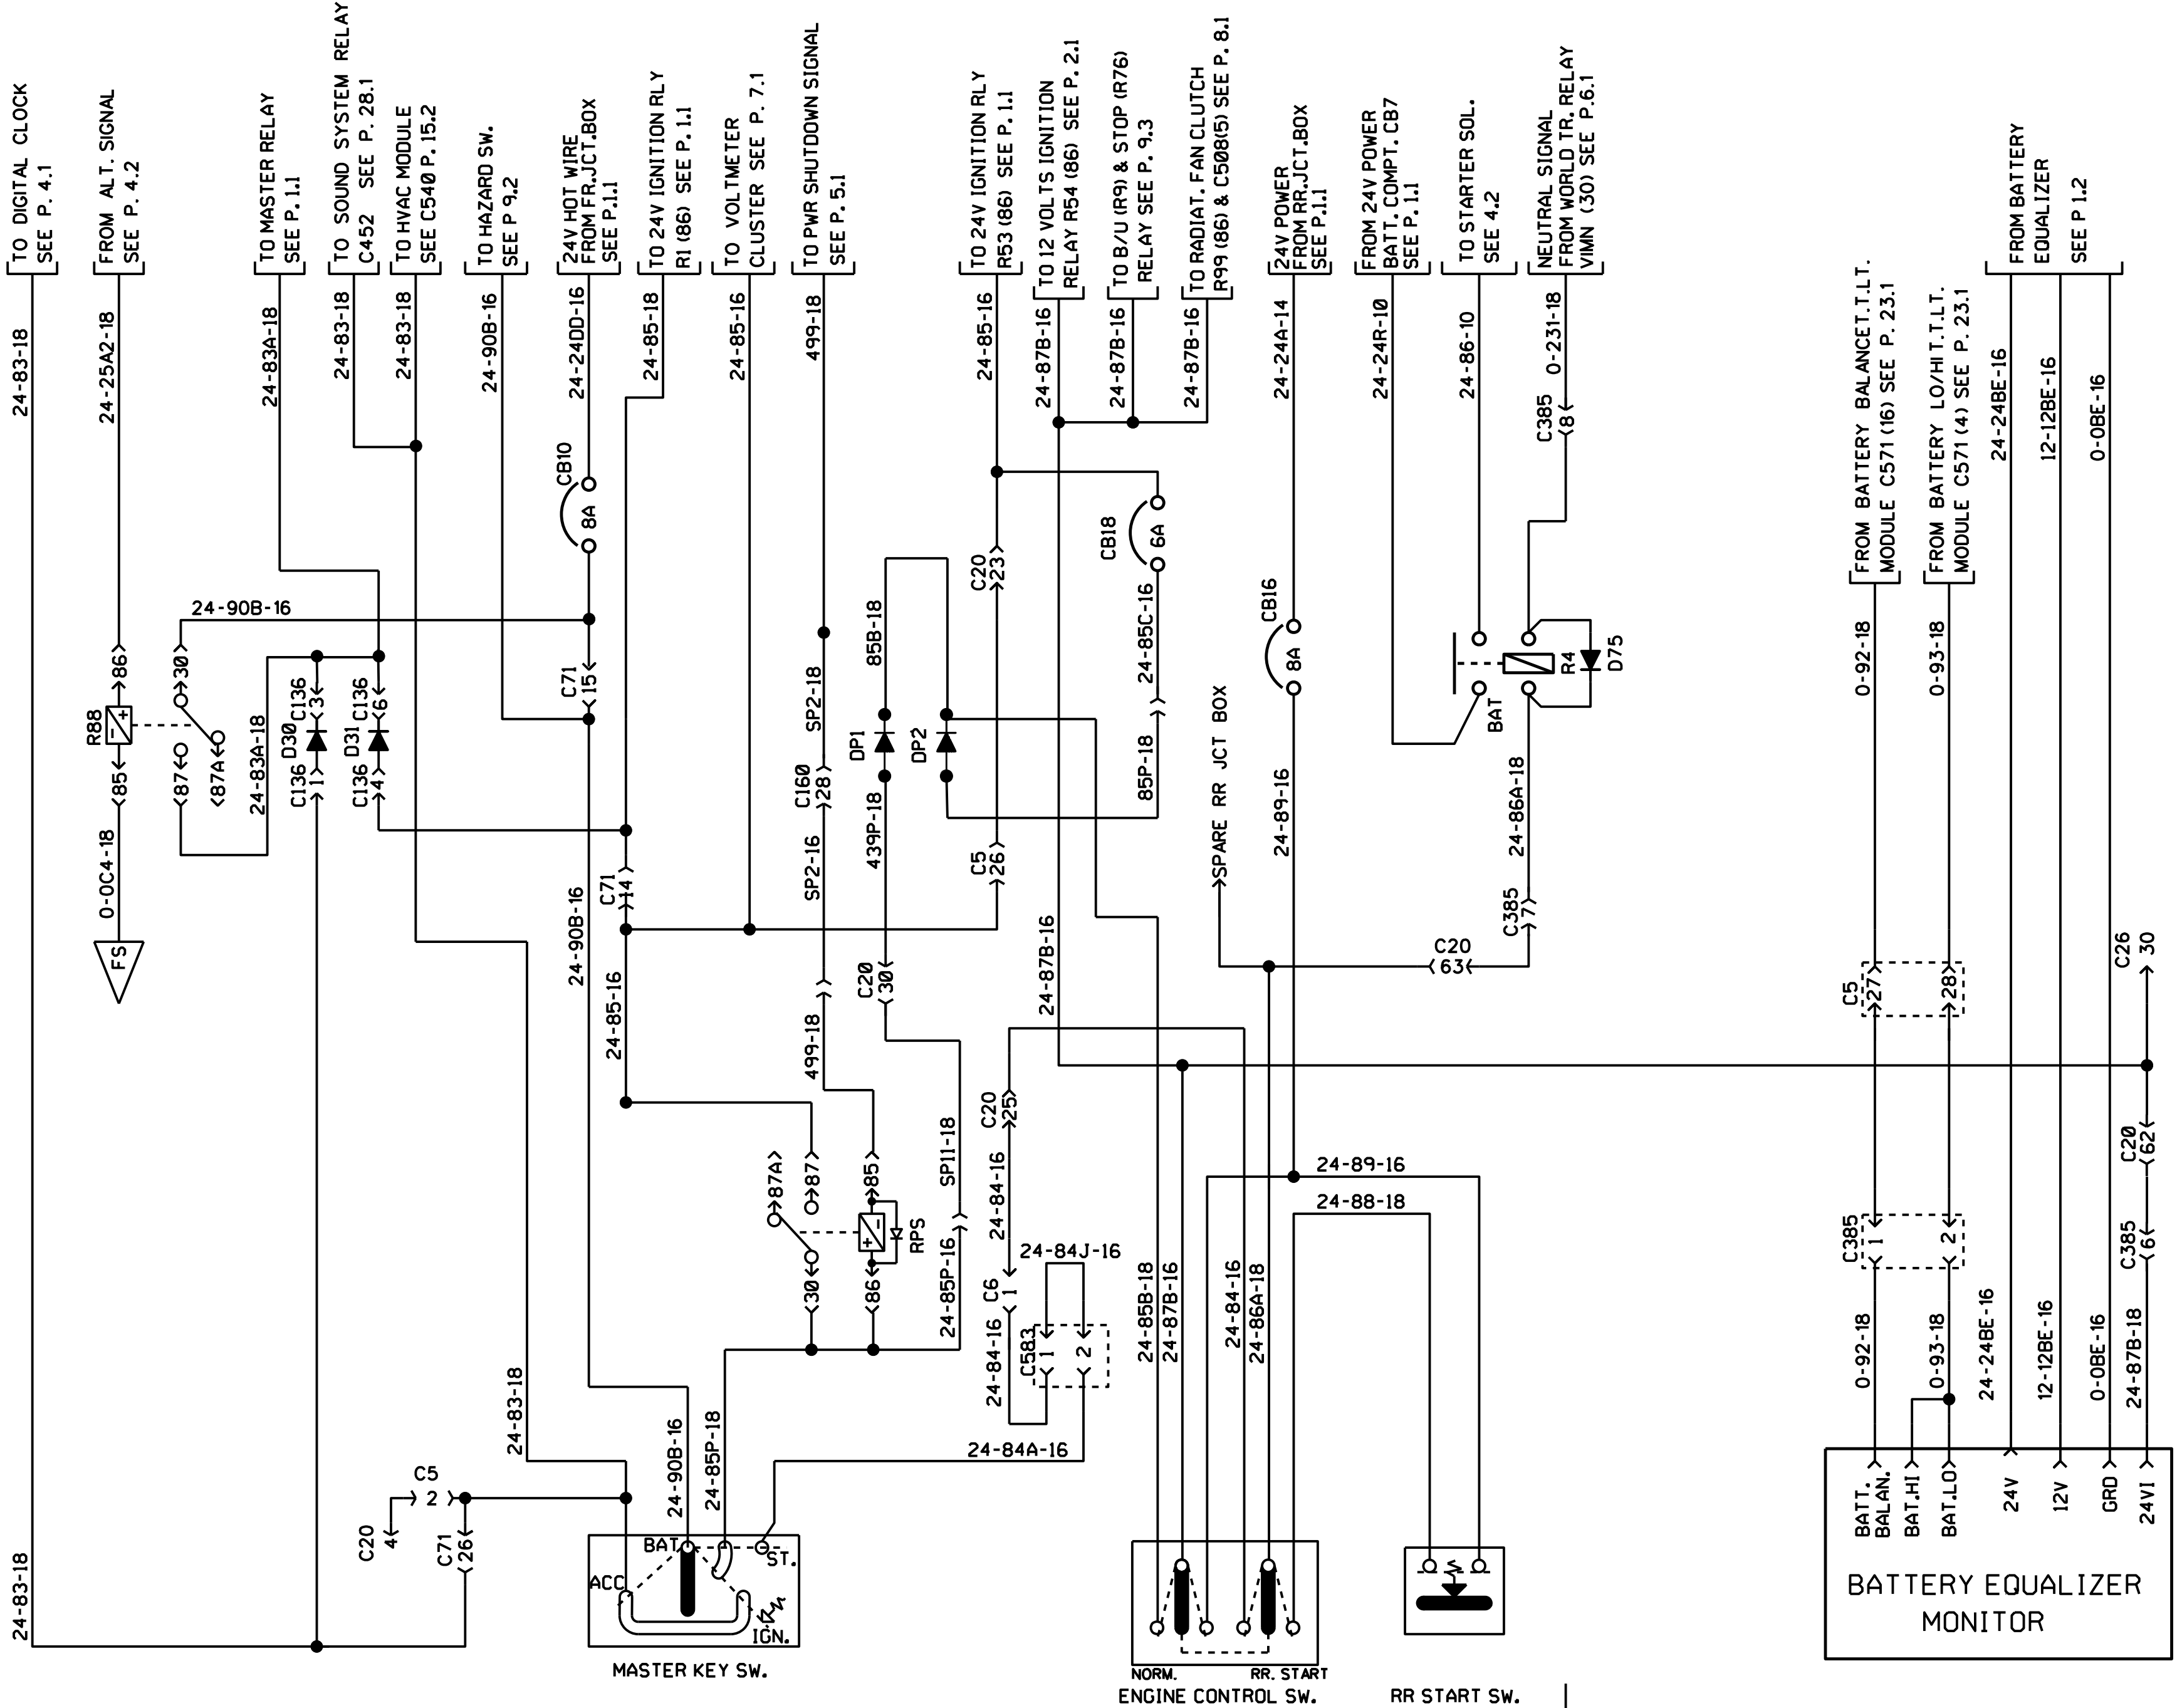 TO DIGITAL CLOCK
SEE P. 4.1
FROM ALT. SIGNAL
SEE P. 4.2
TO MASTER RELAY
SEE P. 1.1
TO SOUND SYSTEM RELAY
C452 SEE P. 28.1
TO HVAC MODULE
SEE C540 P. 15.2
TO HAZARD SW.
SEE P 9.2
24V HOT WIRE
FROM FR.JCT.BOX
SEE P.1.1
TO 24V IGNITION RLY
R1 (86) SEE P. 1.1
TO VOLTMETER
CLUSTER SEE P. 7.1
TO PWR SHUTDOWN SIGNAL
SEE P. 5.1
TO 24V IGNITION RLY
R53 (86) SEE P. 1.1
TO 12 VOLTS IGNITION
RELAY R54 (86) SEE P. 2.1
TO B/U (R9) & STOP (R76)
RELAY SEE P. 9.3
TO RADIAT. FAN CLUTCH
R99 (86) & C508(5) SEE P. 8.1
24V POWER
FROM RR.JCT.BOX
SEE P.1.1
FROM 24V POWER
BATT. COMPT. CB7
SEE P. 1.1
TO STARTER SOL.
SEE 4.2
NEUTRAL SIGNAL
FROM WORLD TR. RELAY
VIMN (30) SEE P.6.1
FROM BATTERY BALANCE T.LT.
MODULE C571 (16) SEE P. 23.1
FROM BATTERY LO/HI T.T.LT.
MODULE C571 (4) SEE P. 23.1
FROM BATTERY
EQUALIZER
SEE P 1.2
24-83-18
24-25A2-18
24-83A-18
24-83-18
24-83-18
24-90B-16
24-24DD-16
24-85-18
24-85-16
499-18
24-85-16
24-87B-16
24-87B-16
24-87B-16
24-24A-14
24-24R-10
24-86-10
0-231-18
C385
8
24-24BE-16
12-12BE-16
0-0BE-16
CB10
8A
CB18
6A
C20
23
24-90B-16
85B-18
24-85C-16
CB16
8A
86
30
R88
85
87
87A
24-83A-18
C136
3
D30
C136
1
C136
6
D31
C136
4
C71
15
SP2-18
DP1
DP2
C160
28
85P-18
439P-18
SPARE RR JCT BOX
BAT
R4
D75
0-92-18
0-93-18
0-0C4-18
FS
C71
14
SP2-16
C5
26
24-89-16
24-86A-18
C385
7
24-90B-16
24-85-16
C20
30
24-87B-16
C20
63
C5
27
28
C26
30
499-18
C20
25
SP11-18
24-84-16
24-89-16
24-88-18
87A
87
85
30
86
RPS
24-85P-16
C6
1
24-84J-16
24-84-16
C583
1
2
24-85B-18
24-87B-16
24-84-16
24-86A-18
C385
1
2
C20
62
C385
6
0-92-18
0-93-18
24-24BE-16
12-12BE-16
0-0BE-16
24-87B-18
24-83-18
24-90B-16
24-85P-18
24-84A-16
C5
2
C20
4
C71
26
24-83-18
BAT
ST.
ACC
IGN.
MASTER KEY SW.
NORM.
RR. START
ENGINE CONTROL SW.
RR START SW.
BATT.
BALAN.
BAT.HI
BAT.LO
24V
12V
GRD
24VI
BATTERY EQUALIZER
MONITOR